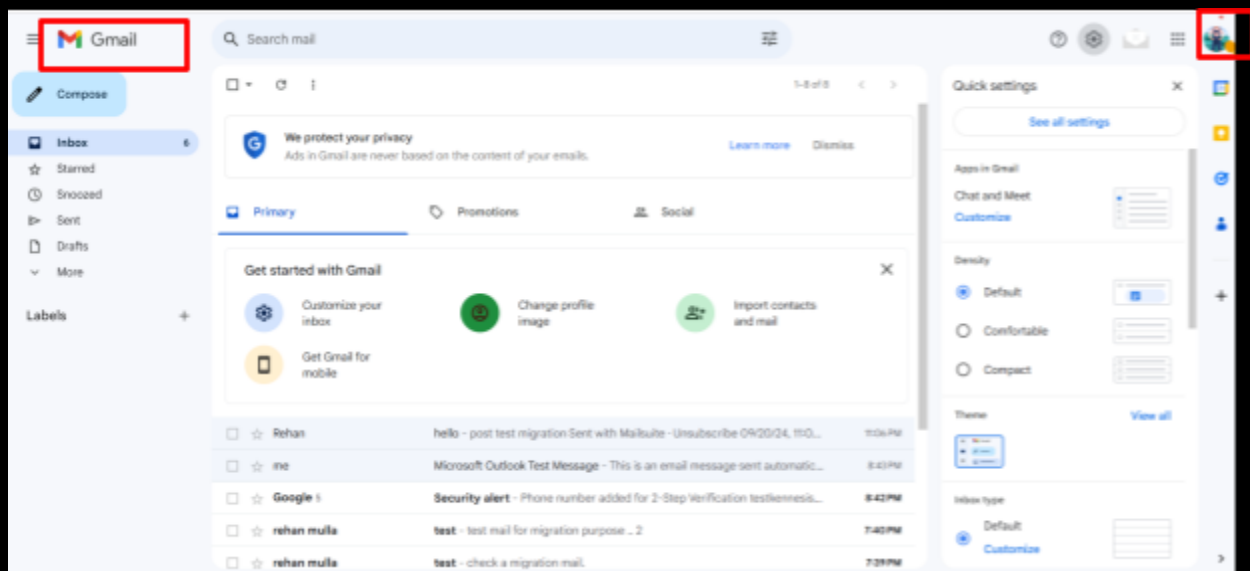 Gmail
Search mail
Compose
Inbox 6
Starred
Snoozed
Sent
Drafts
More
Labels
1-8 of 8
We protect your privacy
Ads in Gmail are never based on the content of your emails.
Learn more Dismiss
Primary Promotions Social
Get started with Gmail
Customize your
inbox
Change profile
image
Import contacts
and mail
Get Gmail for
mobile
Rehan hello - post test migration Sent with Mailsuite - Unsubscribe 09/20/24, 11:0... 11:06 PM
me Microsoft Outlook Test Message - This is an email message sent automatic... 8:43 PM
Google 5 Security alert - Phone number added for 2-Step Verification testkennesis... 8:42 PM
rehan mulla test - test mail for migration purpose .. 2 7:40 PM
rehan mulla test - check a migration mail. 7:39 PM
Quick settings
See all settings
Apps in Gmail
Chat and Meet
Customize
Density
Default
Comfortable
Compact
Theme View all
Inbox type
Default
Customize